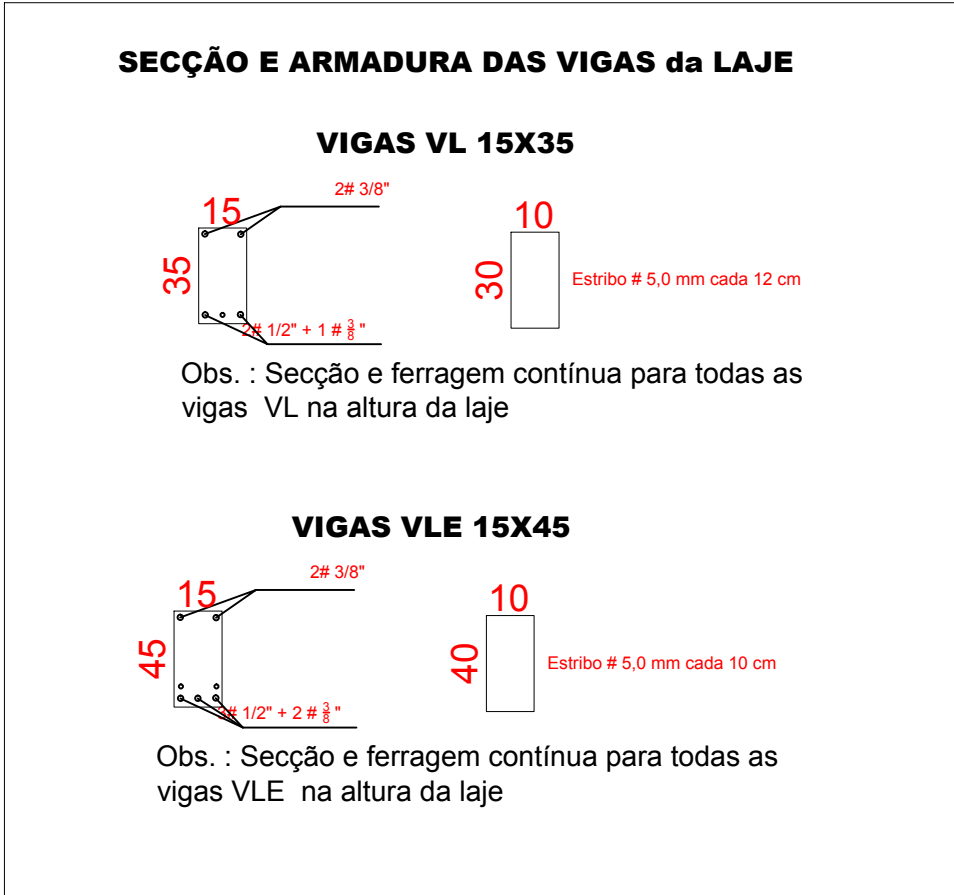 SECÇÃO E ARMADURA DAS VIGAS da LAJE
VIGAS VL 15X35
2# 3/8"
15
35
2# 1/2" + 1 # 3/8 "
10
30
Estribo # 5,0 mm cada 12 cm
Obs. : Secção e ferragem contínua para todas as
vigas VL na altura da laje
VIGAS VLE 15X45
2# 3/8"
15
45
3# 1/2" + 2 # 3/8 "
10
40
Estribo # 5,0 mm cada 10 cm
Obs. : Secção e ferragem contínua para todas as
vigas VLE na altura da laje